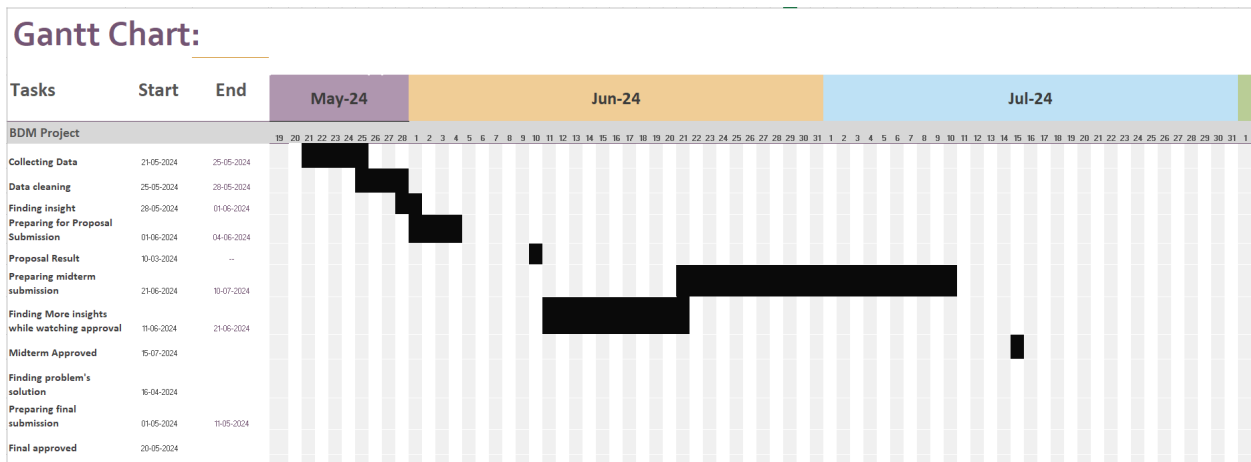 Gantt Chart:
Tasks Start End May-24 Jun-24 Jul-24
BDM Project 19 20 21 22 23 24 25 26 27 28 1 2 3 4 5 6 7 8 9 10 11 12 13 14 15 16 17 18 19 20 21 22 23 24 25 26 27 28 29 30 31 1 2 3 4 5 6 7 8 9 10 11 12 13 14 15 16 17 18 19 20 21 22 23 24 25 26 27 28 29 30 31 1
Collecting Data 21-05-2024 25-05-2024
Data cleaning 25-05-2024 28-05-2024
Finding insight 28-05-2024 01-06-2024
Preparing for Proposal
Submission 01-06-2024 04-06-2024
Proposal Result 10-03-2024 --
Preparing midterm
submission 21-06-2024 10-07-2024
Finding More insights
while watching approval 11-06-2024 21-06-2024
Midterm Approved 15-07-2024
Finding problem's
solution 16-04-2024
Preparing final
submission 01-05-2024 11-05-2024
Final approved 20-05-2024